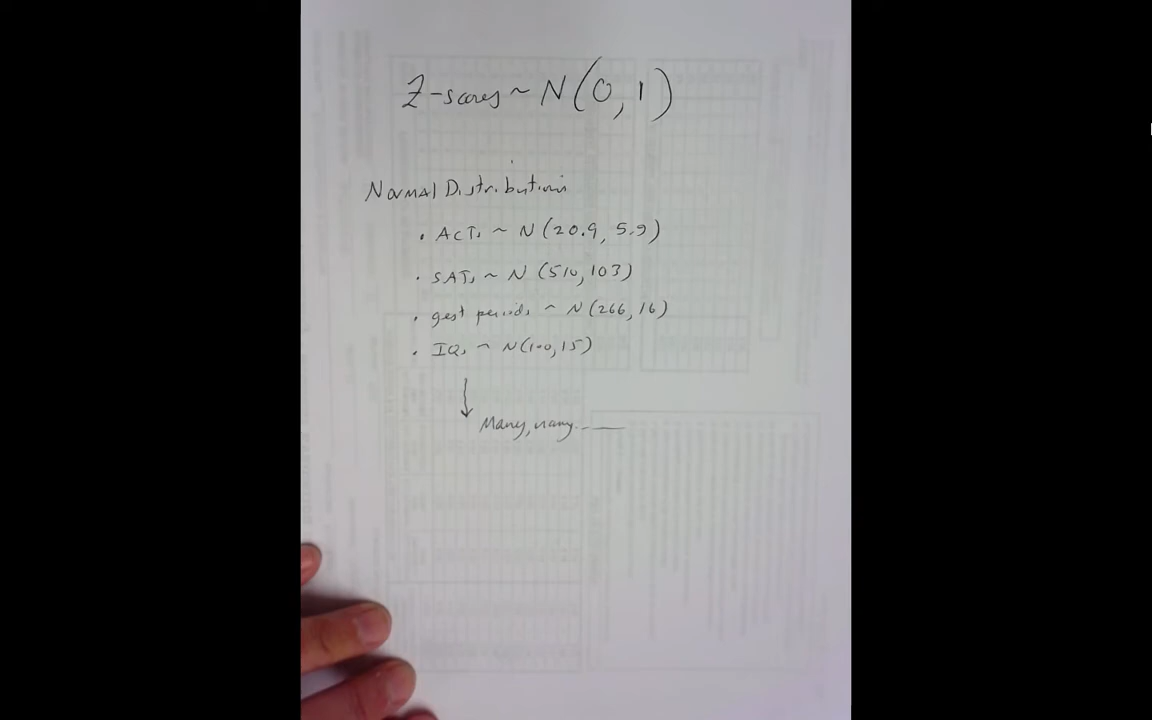 Z-scores ~ N(0, 1)
Normal Distributions
• ACTs ~ N(20.9, 5.9)
• SATs ~ N(510, 103)
• gest periods ~ N(266, 16)
• IQs ~ N(100, 15)
↓
Many, many.